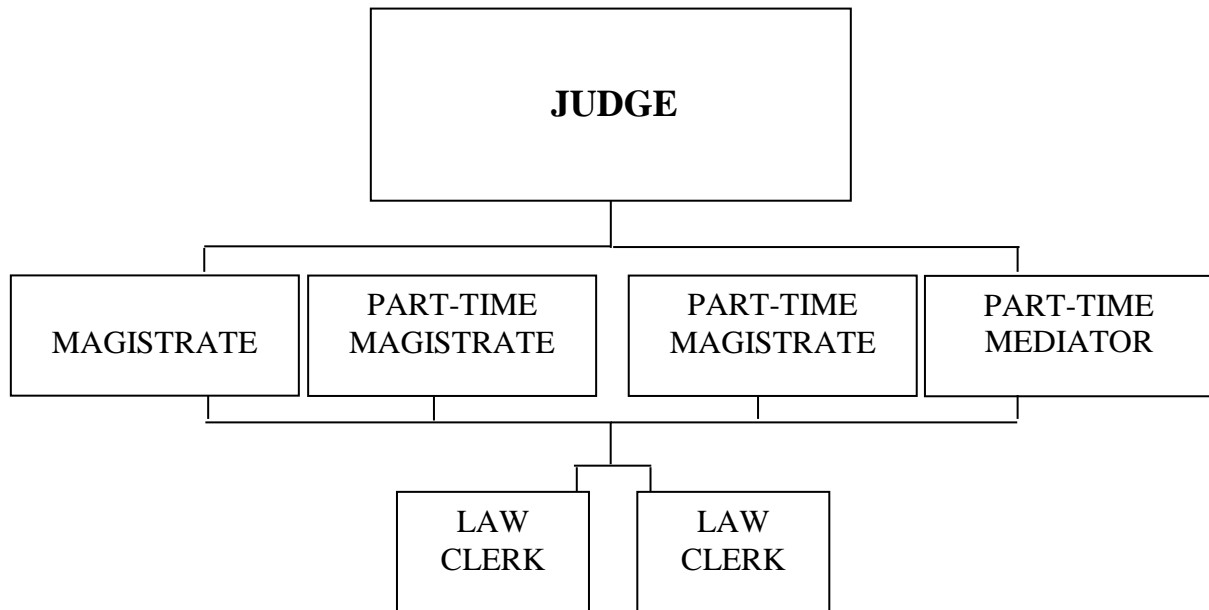 JUDGE
MAGISTRATE
PART-TIME
MAGISTRATE
PART-TIME
MAGISTRATE
PART-TIME
MEDIATOR
LAW
CLERK
LAW
CLERK